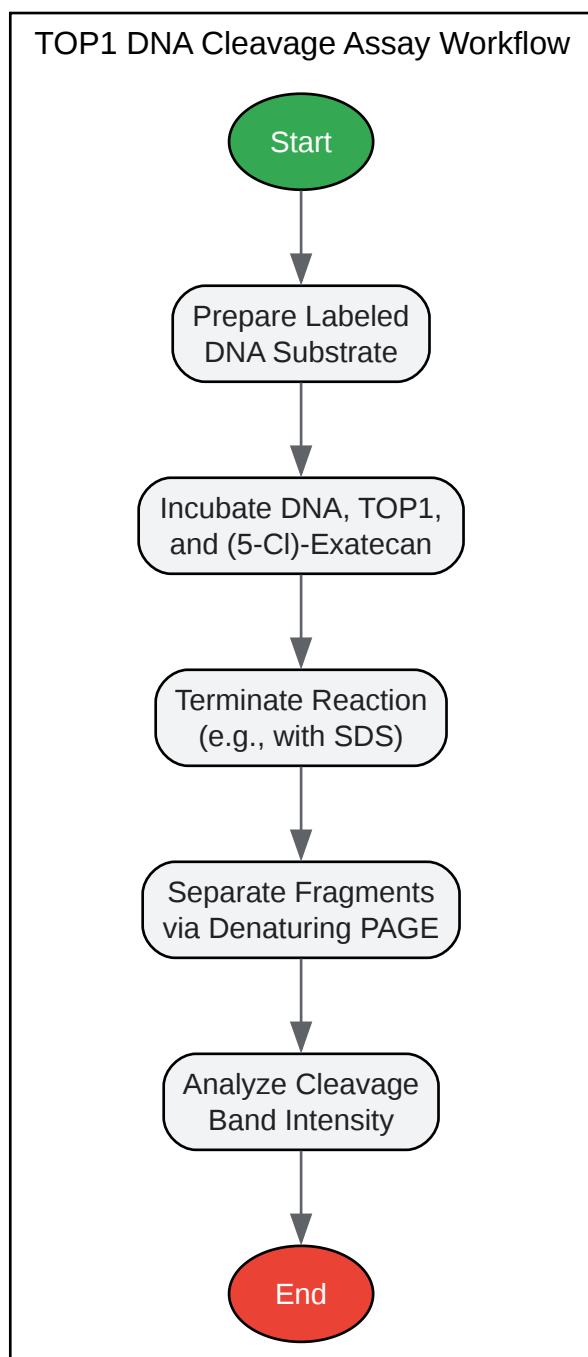 TOP1 DNA Cleavage Assay Workflow
Start
Prepare Labeled
DNA Substrate
Incubate DNA, TOP1,
and (5-Cl)-Exatecan
Terminate Reaction
(e.g., with SDS)
Separate Fragments
via Denaturing PAGE
Analyze Cleavage
Band Intensity
End